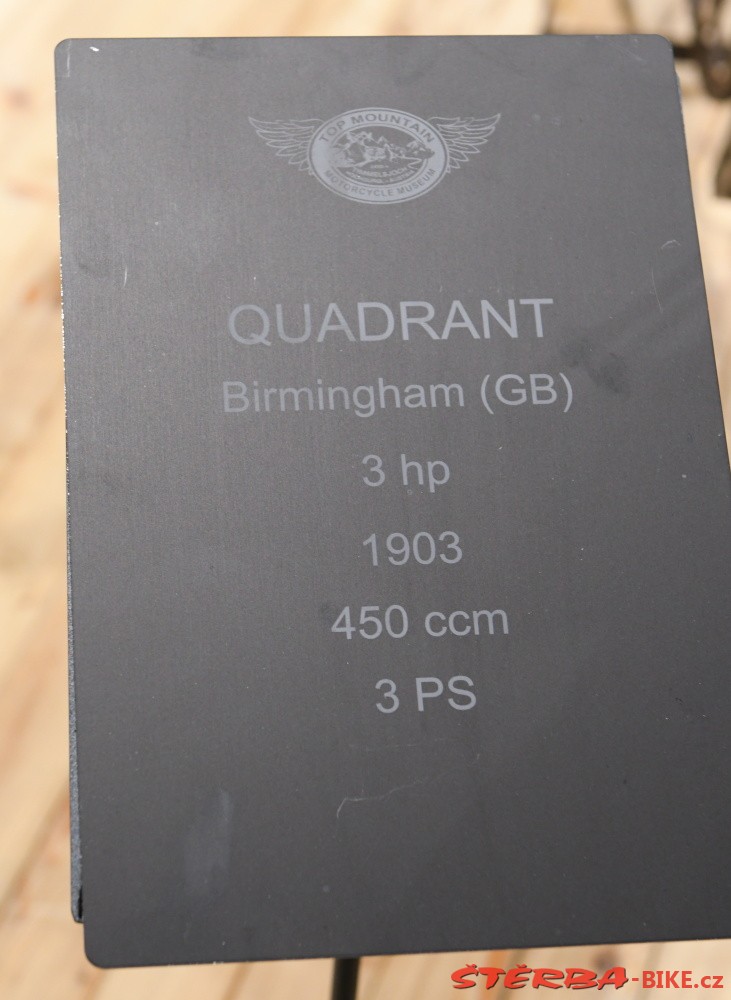 TOP MOUNTAIN
MOTORCYCLE MUSEUM
QUADRANT
Birmingham (GB)
3 hp
1903
450 ccm
3 PS
ŠTĚRBA-BIKE.cz